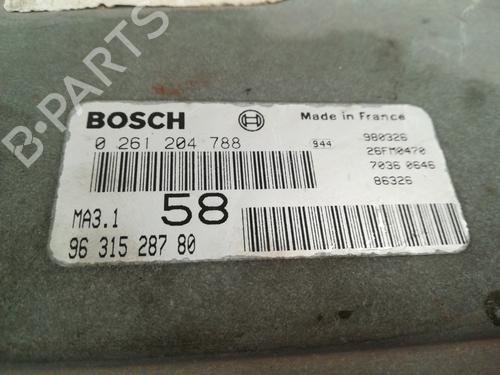 BOSCH
Made in France
0 261 204 788
944
980326
26FM0470
7036 0646
86326
MA3.1
58
96 315 287 80
B-PARTS